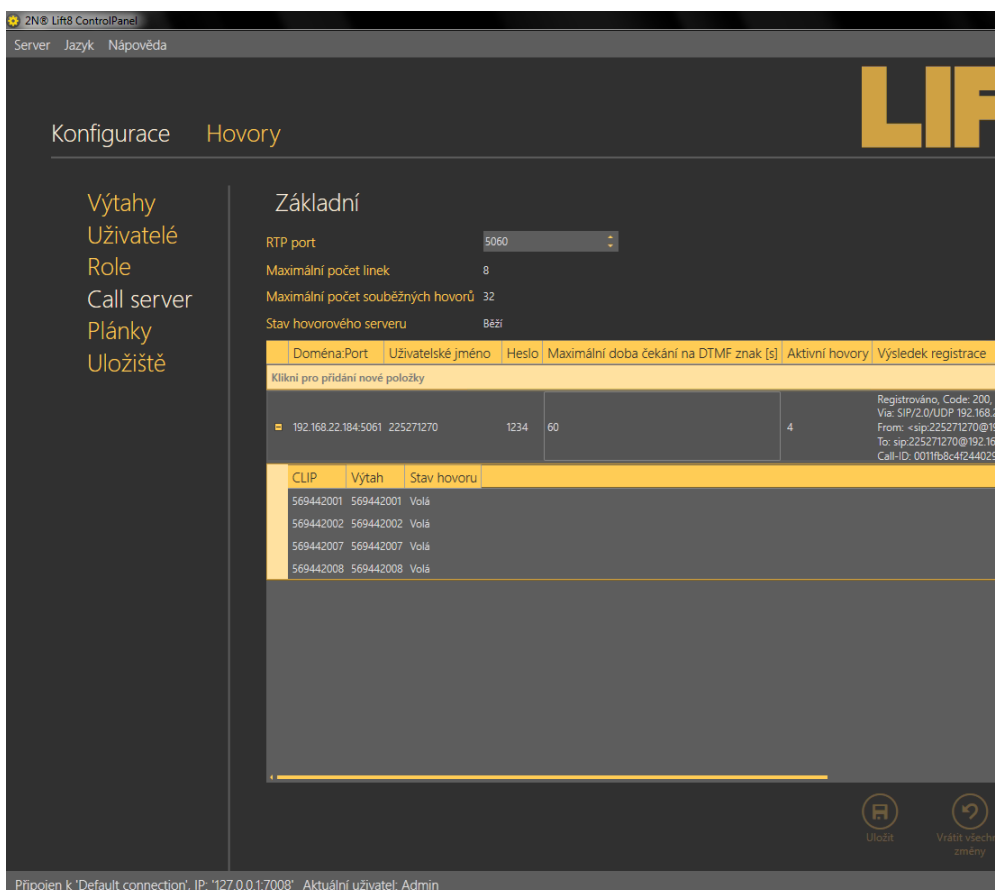 2N® Lift8 ControlPanel
Server Jazyk Nápověda
LIF
Konfigurace Hovory
Výtahy
Uživatelé
Role
Call server
Plánky
Uložiště
Základní
RTP port 5060
Maximální počet linek 8
Maximální počet souběžných hovorů 32
Stav hovorového serveru Běží
Doména:Port Uživatelské jméno Heslo Maximální doba čekání na DTMF znak [s] Aktivní hovory Výsledek registrace
Klikni pro přidání nové položky
192.168.22.184:5061 225271270 1234 60 4
Registrováno, Code: 200,
Via: SIP/2.0/UDP 192.168.2
From: <sip:225271270@19
To: sip:225271270@192.16
Call-ID: 0011fb8c4f244029
CLIP Výtah Stav hovoru
569442001 569442001 Volá
569442002 569442002 Volá
569442007 569442007 Volá
569442008 569442008 Volá
Uložit
Vrátit všech
změny
Připojen k 'Default connection', IP: '127.0.0.1:7008' Aktuální uživatel: Admin